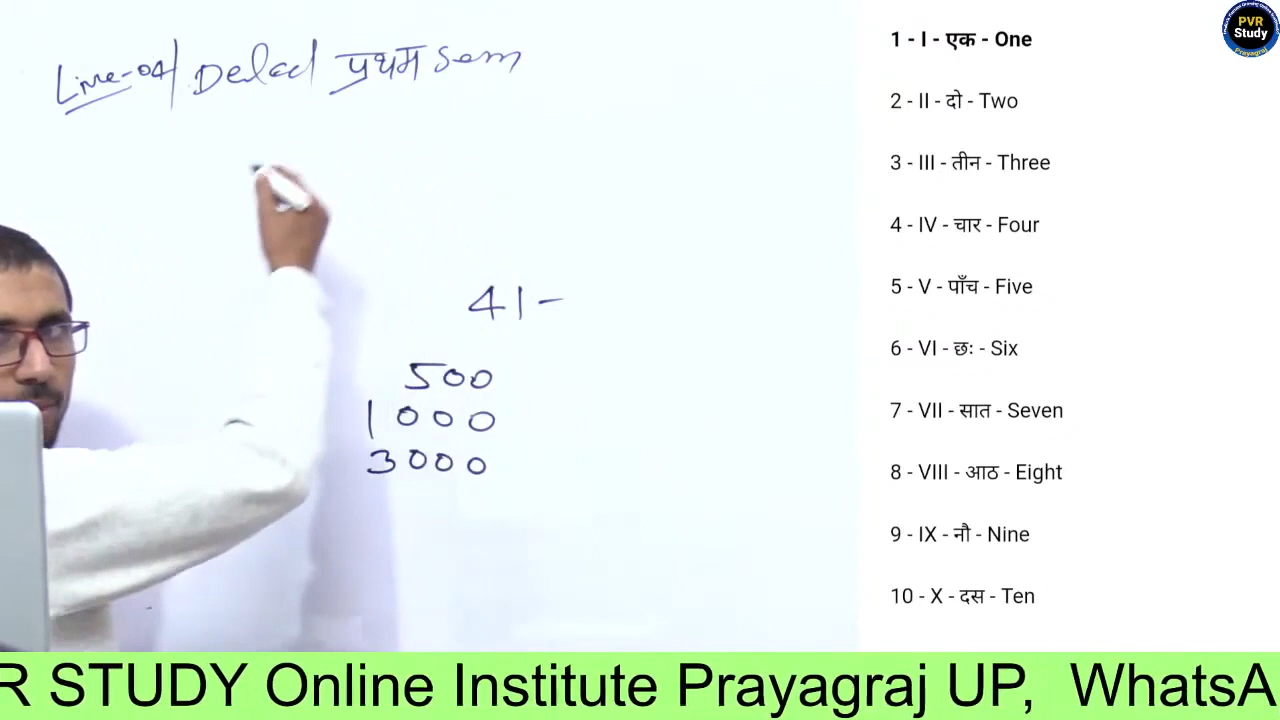 Live-04 Deled प्रथम Sem
41-
500
1000
3000
PVR
Study
Prayagraj
1 - I - एक - One
2 - II - दो - Two
3 - III - तीन - Three
4 - IV - चार - Four
5 - V - पाँच - Five
6 - VI - छः - Six
7 - VII - सात - Seven
8 - VIII - आठ - Eight
9 - IX - नौ - Nine
10 - X - दस - Ten
R STUDY Online Institute Prayagraj UP, WhatsA